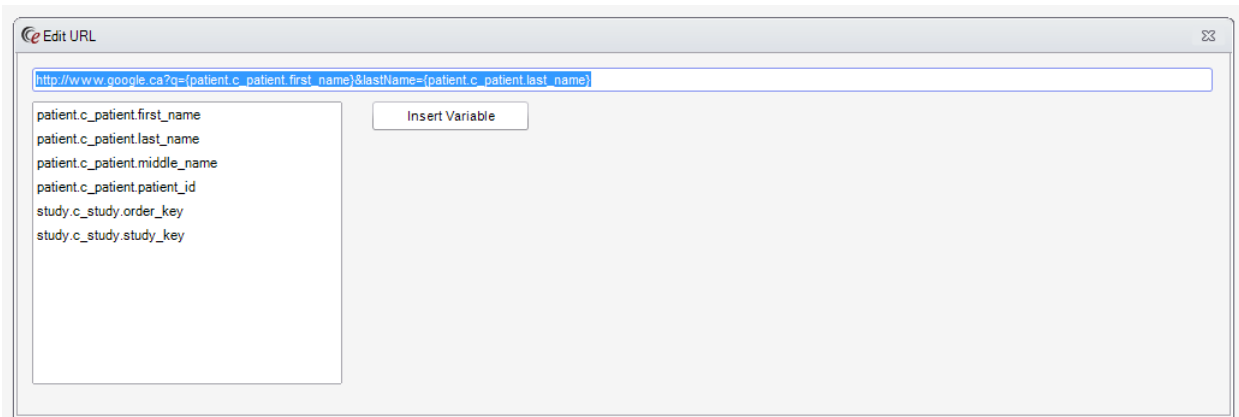 Edit URL
http://www.google.ca?q={patient.c_patient.first_name}&lastName={patient.c_patient.last_name}
patient.c_patient.first_name
Insert Variable
patient.c_patient.last_name
patient.c_patient.middle_name
patient.c_patient.patient_id
study.c_study.order_key
study.c_study.study_key